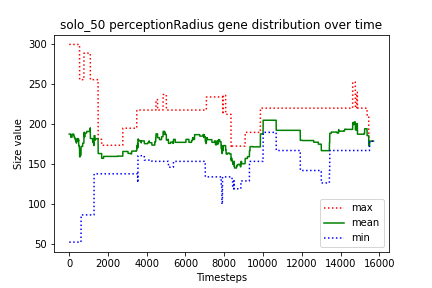 solo_50 perceptionRadius gene distribution over time
Size value
300
250
200
150
100
50
0
2000
4000
6000
8000
10000
12000
14000
16000
Timesteps
max
mean
min